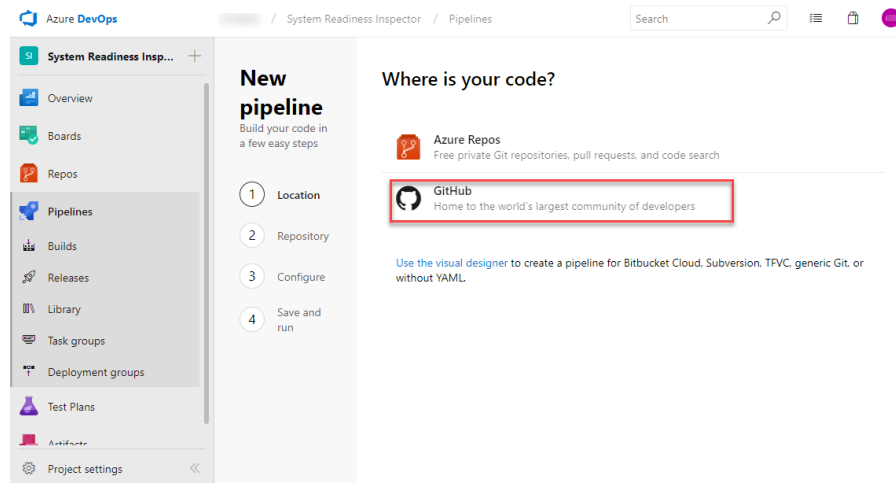 Azure DevOps
/ System Readiness Inspector / Pipelines
Search
SI System Readiness Insp... +
Overview
Boards
Repos
Pipelines
Builds
Releases
Library
Task groups
Deployment groups
Test Plans
Artifacts
Project settings
New
pipeline
Build your code in
a few easy steps
1 Location
2 Repository
3 Configure
4 Save and
run
Where is your code?
Azure Repos
Free private Git repositories, pull requests, and code search
GitHub
Home to the world's largest community of developers
Use the visual designer to create a pipeline for Bitbucket Cloud, Subversion, TFVC, generic Git, or
without YAML.